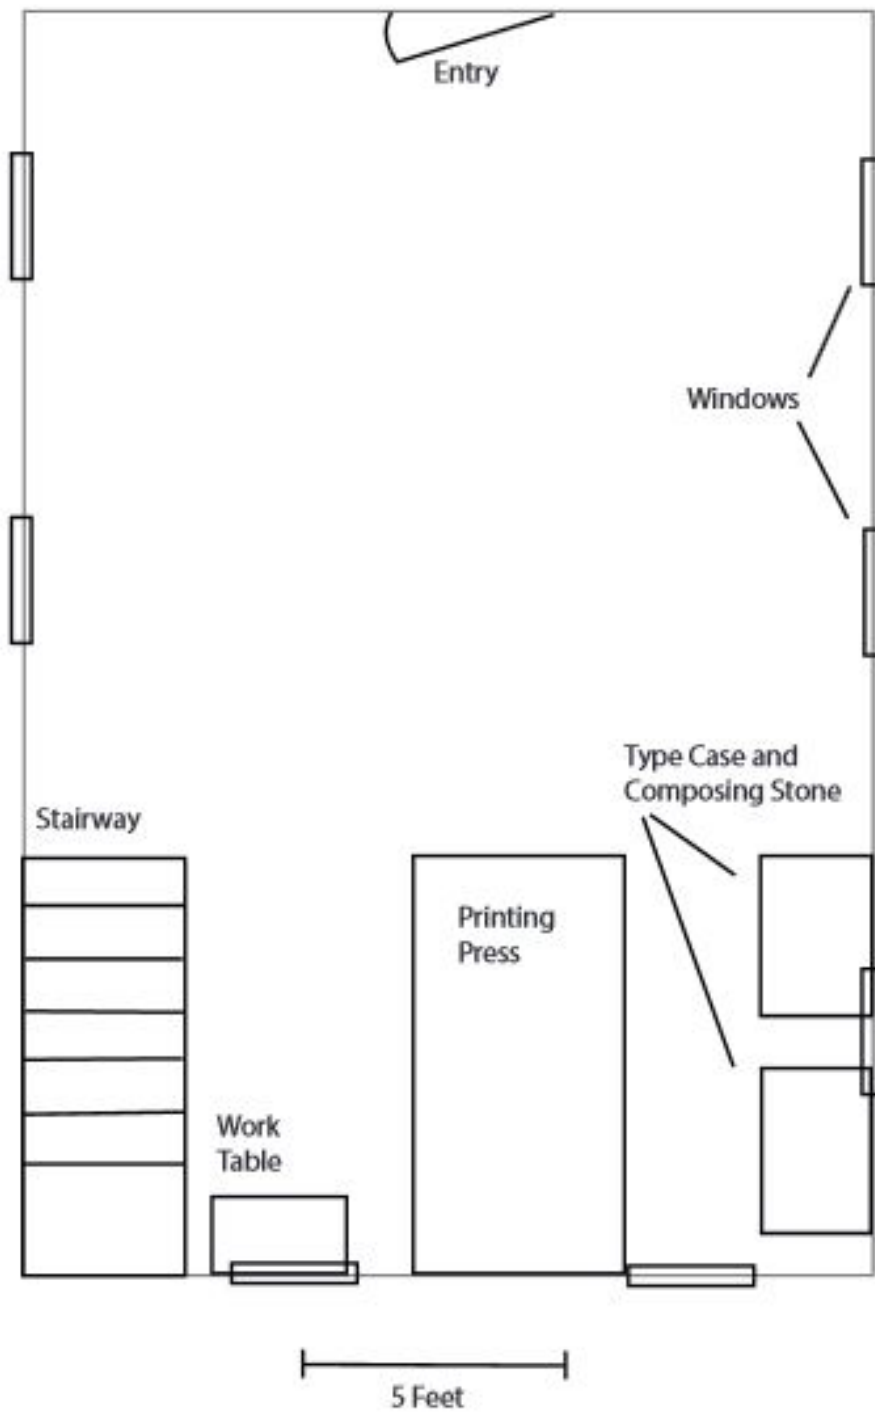 Entry
Windows
Type Case and
Composing Stone
Stairway
Printing
Press
Work
Table
5 Feet